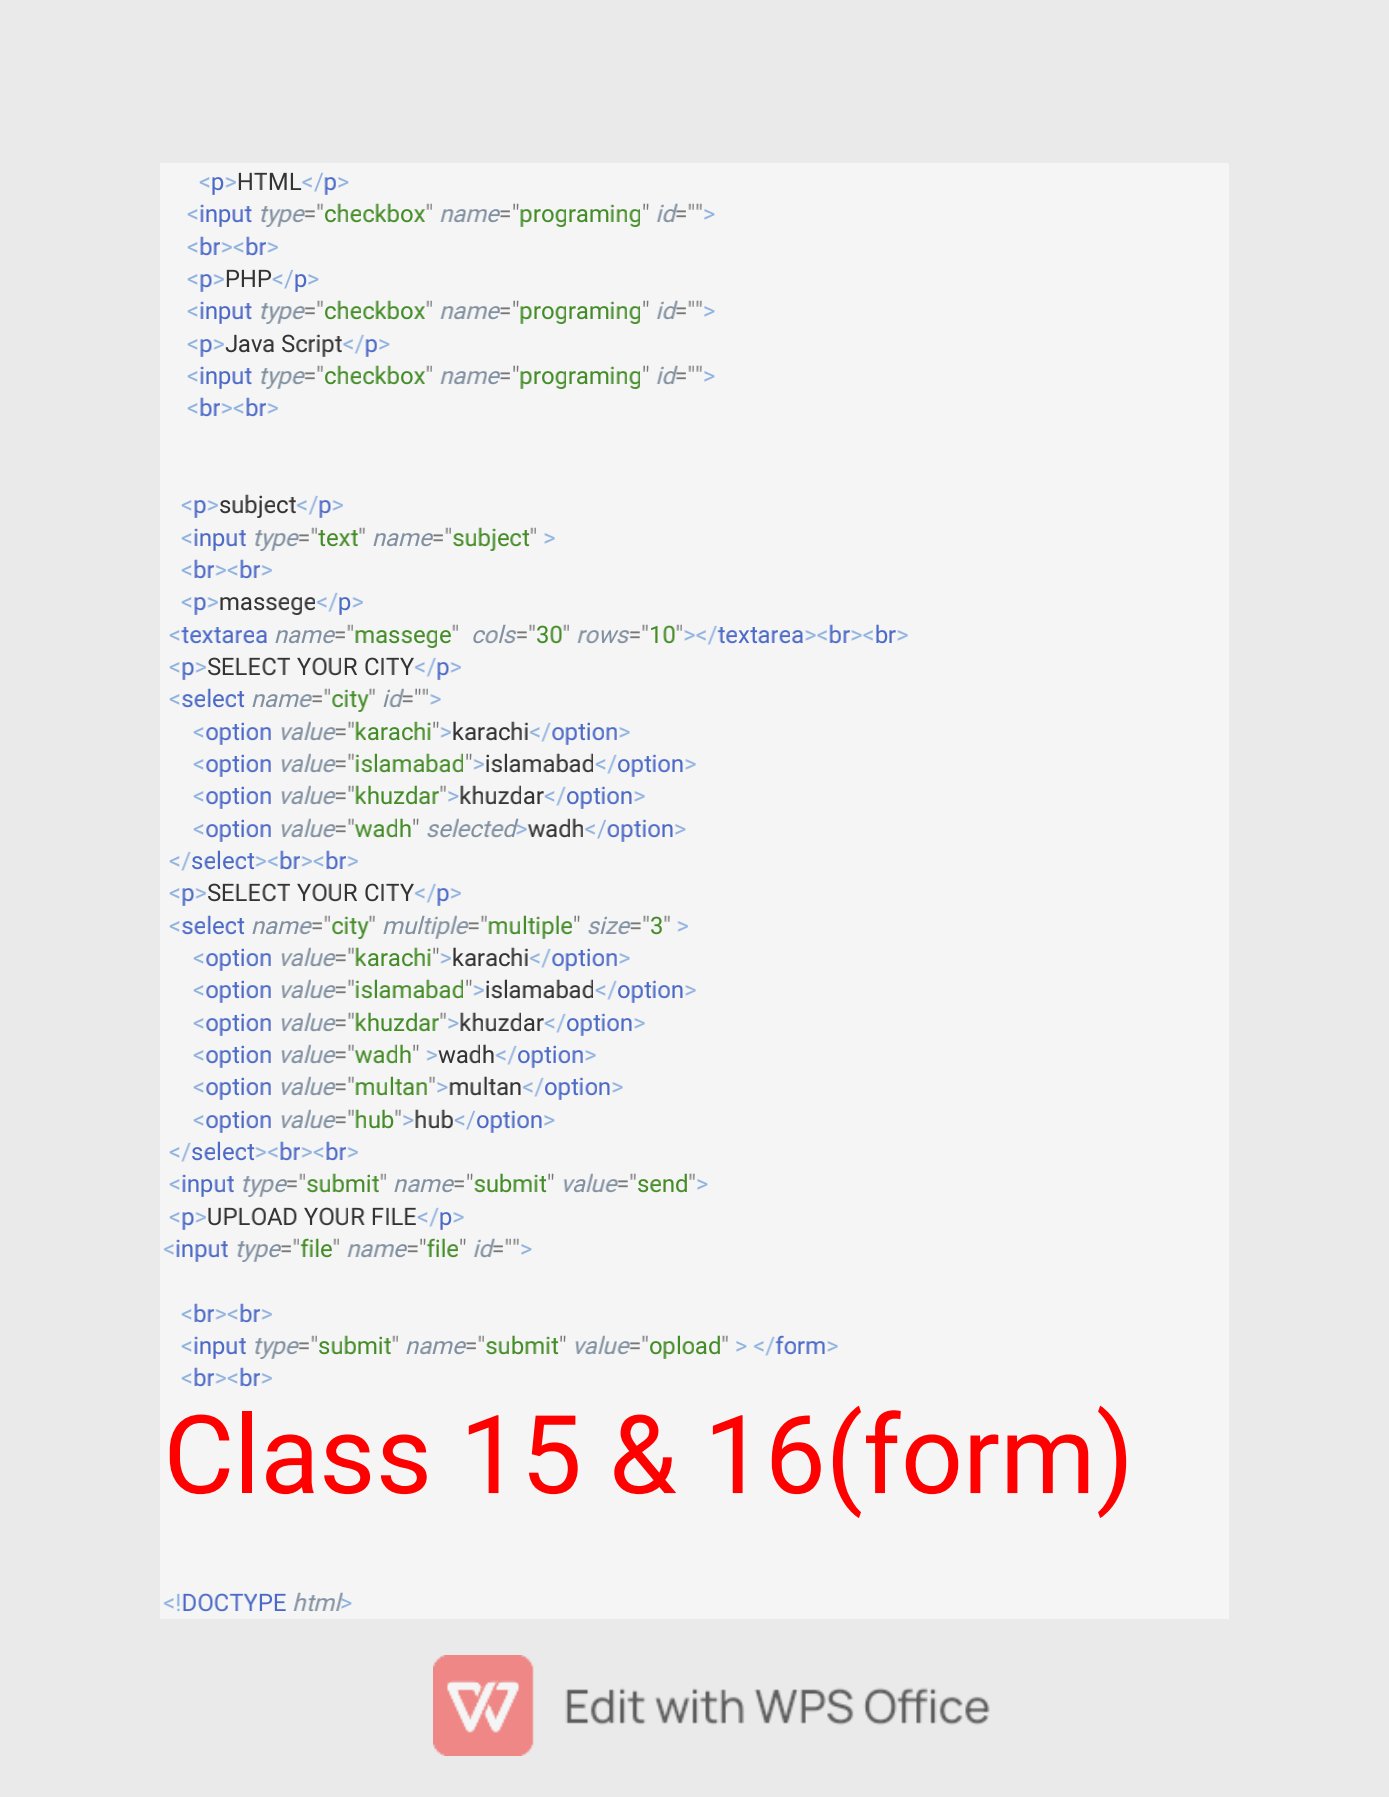 <p>HTML</p>
<input type="checkbox" name="programing" id="">
<br><br>
<p>PHP</p>
<input type="checkbox" name="programing" id="">
<p>Java Script</p>
<input type="checkbox" name="programing" id="">
<br><br>
<p>subject</p>
<input type="text" name="subject" >
<br><br>
<p>massege</p>
<textarea name="massege"  cols="30" rows="10"></textarea><br><br>
<p>SELECT YOUR CITY</p>
<select name="city" id="">
<option value="karachi">karachi</option>
<option value="islamabad">islamabad</option>
<option value="khuzdar">khuzdar</option>
<option value="wadh" selected>wadh</option>
</select><br><br>
<p>SELECT YOUR CITY</p>
<select name="city" multiple="multiple" size="3" >
<option value="karachi">karachi</option>
<option value="islamabad">islamabad</option>
<option value="khuzdar">khuzdar</option>
<option value="wadh" >wadh</option>
<option value="multan">multan</option>
<option value="hub">hub</option>
</select><br><br>
<input type="submit" name="submit" value="send">
<p>UPLOAD YOUR FILE</p>
<input type="file" name="file" id="">
<br><br>
<input type="submit" name="submit" value="opload" > </form>
<br><br>
Class 15 & 16(form)
<!DOCTYPE html>
Edit with WPS Office